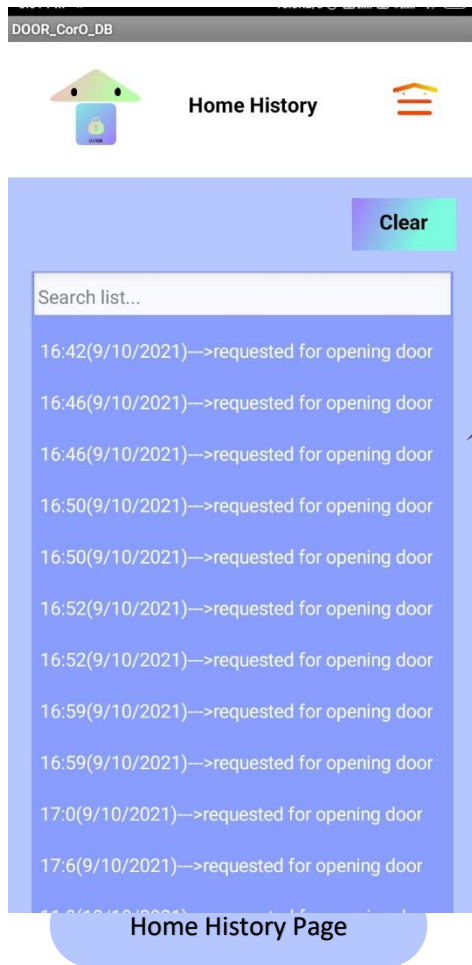 DOOR_CorO_DB
Home History
Clear
Search list...
16:42(9/10/2021)--->requested for opening door
16:46(9/10/2021)--->requested for opening door
16:46(9/10/2021)--->requested for opening door
16:50(9/10/2021)--->requested for opening door
16:50(9/10/2021)--->requested for opening door
16:52(9/10/2021)--->requested for opening door
16:52(9/10/2021)--->requested for opening door
16:59(9/10/2021)--->requested for opening door
16:59(9/10/2021)--->requested for opening door
17:0(9/10/2021)--->requested for opening door
17:6(9/10/2021)--->requested for opening door
Home History Page